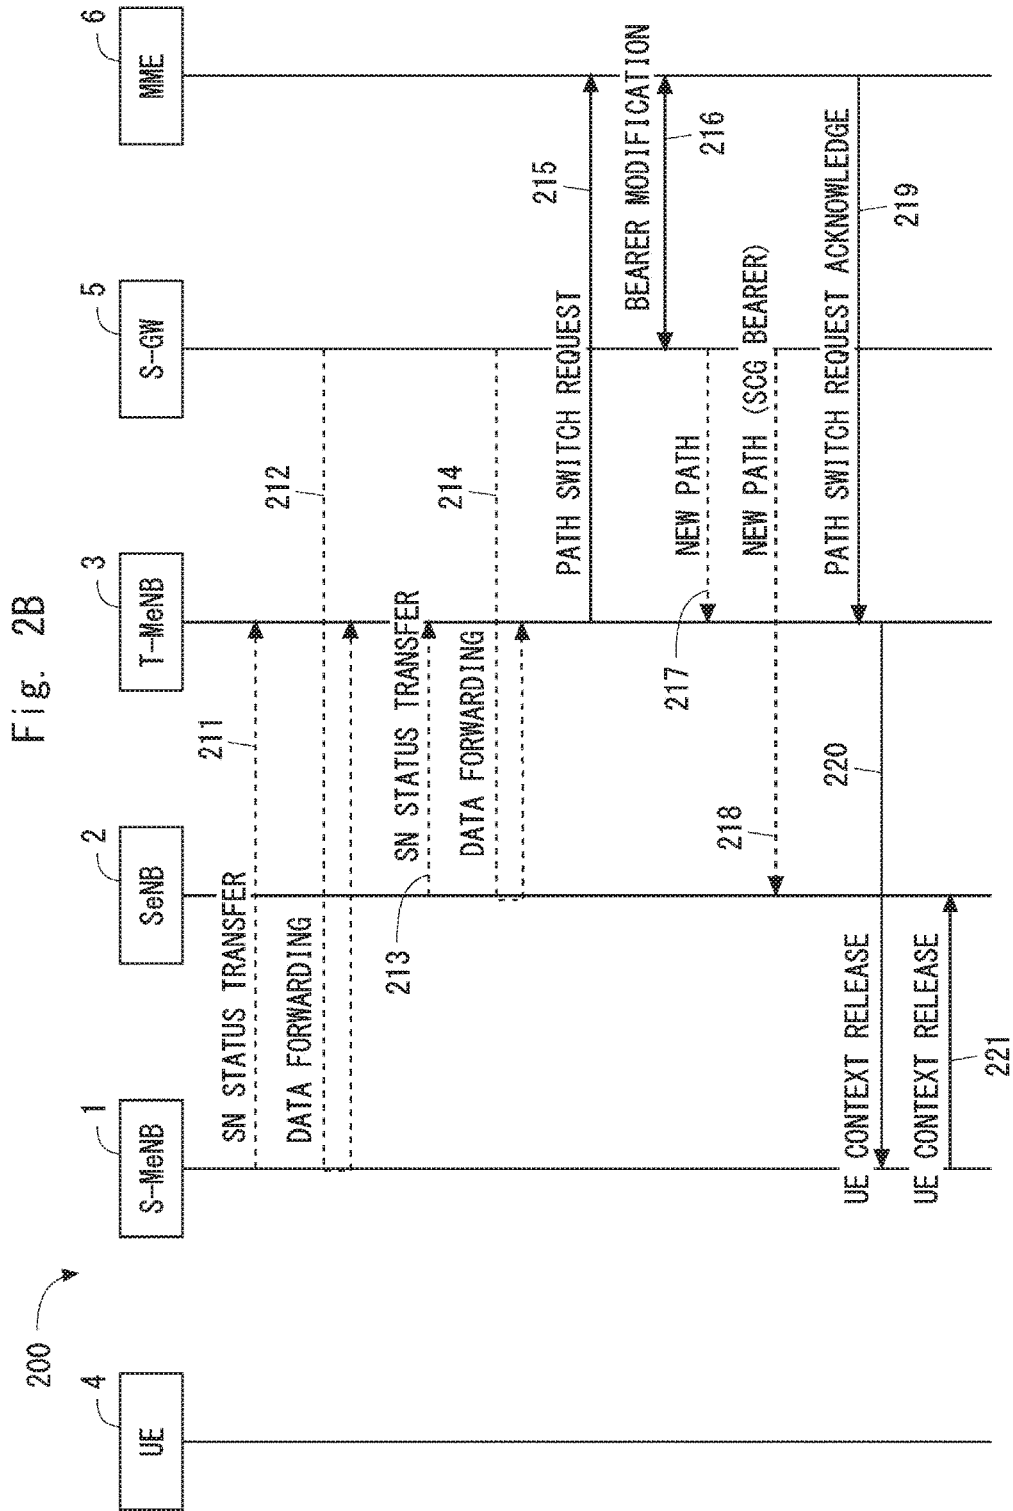 Fig. 2B
200
4
1
2
3
5
6
UE
S-MeNB
SeNB
T-MeNB
S-GW
MME
SN STATUS TRANSFER
211
DATA FORWARDING
212
SN STATUS TRANSFER
213
DATA FORWARDING
214
PATH SWITCH REQUEST
215
BEARER MODIFICATION
216
NEW PATH
217
NEW PATH (SCG BEARER)
218
PATH SWITCH REQUEST ACKNOWLEDGE
219
UE CONTEXT RELEASE
220
UE CONTEXT RELEASE
221